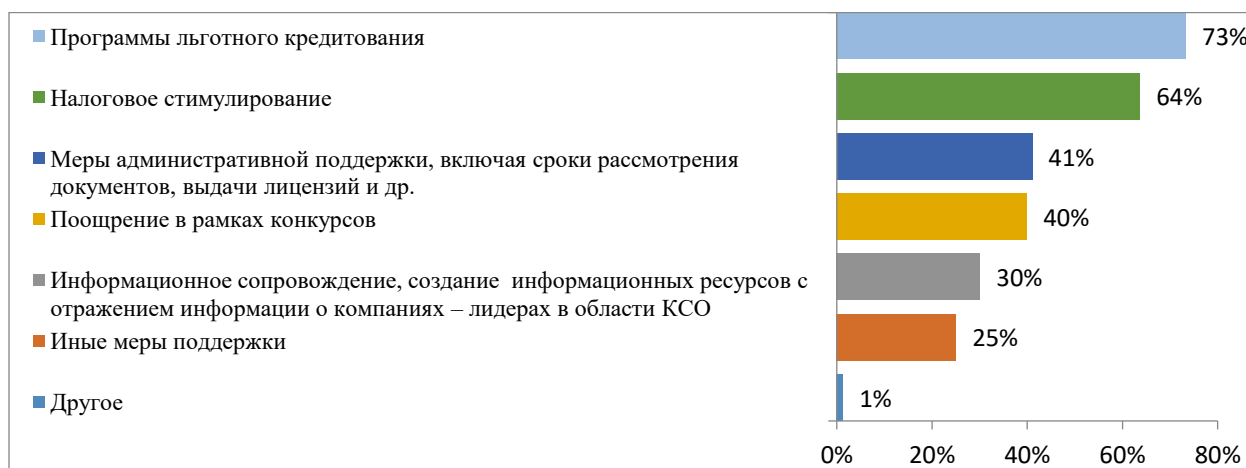 Программы льготного кредитования
73%
Налоговое стимулирование
64%
Меры административной поддержки, включая сроки рассмотрения
документов, выдачи лицензий и др.
41%
Поощрение в рамках конкурсов
40%
Информационное сопровождение, создание  информационных ресурсов с
отражением информации о компаниях – лидерах в области КСО
30%
Иные меры поддержки
25%
Другое
1%
0% 20% 40% 60% 80%